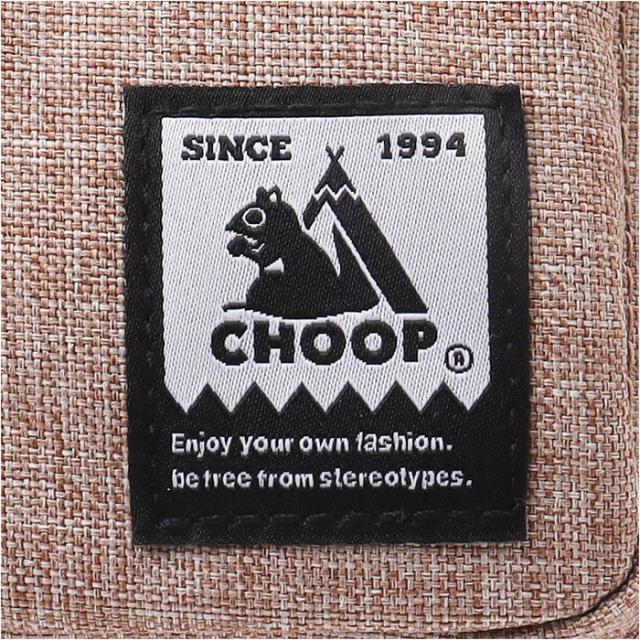 SINCE 1994
CHOOP ®
Enjoy your own fashion.
be free from stereotypes.